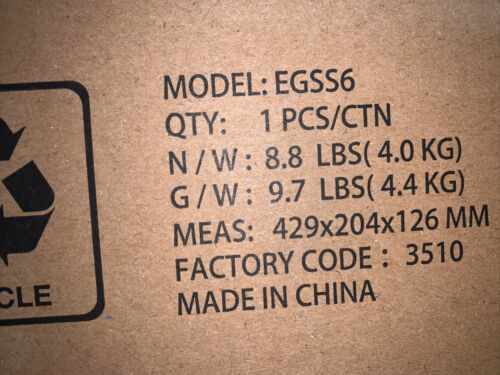 MODEL: EGSS6
QTY: 1 PCS/CTN
N / W : 8.8 LBS( 4.0 KG)
G / W : 9.7 LBS( 4.4 KG)
MEAS: 429x204x126 MM
FACTORY CODE : 3510
MADE IN CHINA
CLE